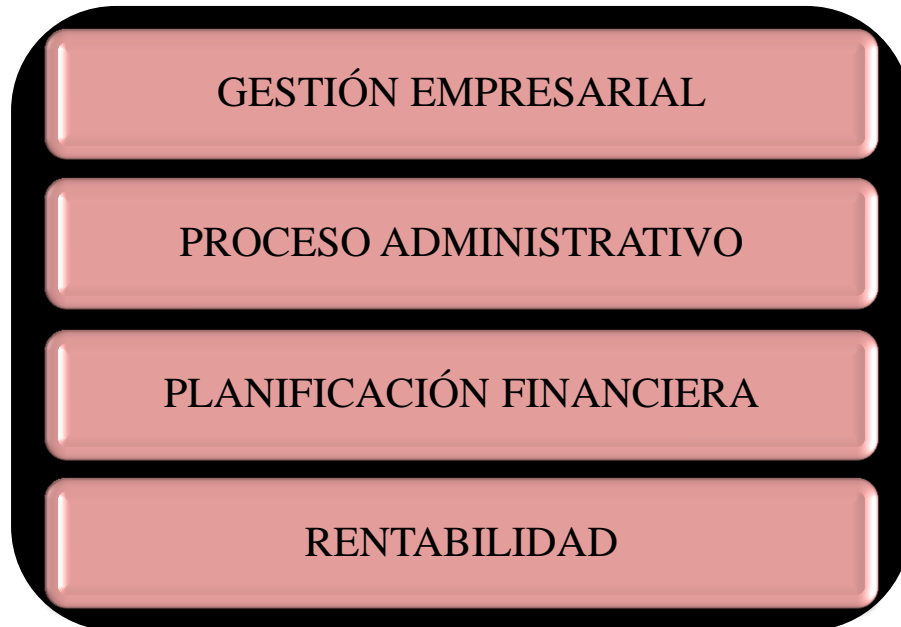 GESTIÓN EMPRESARIAL
PROCESO ADMINISTRATIVO
PLANIFICACIÓN FINANCIERA
RENTABILIDAD